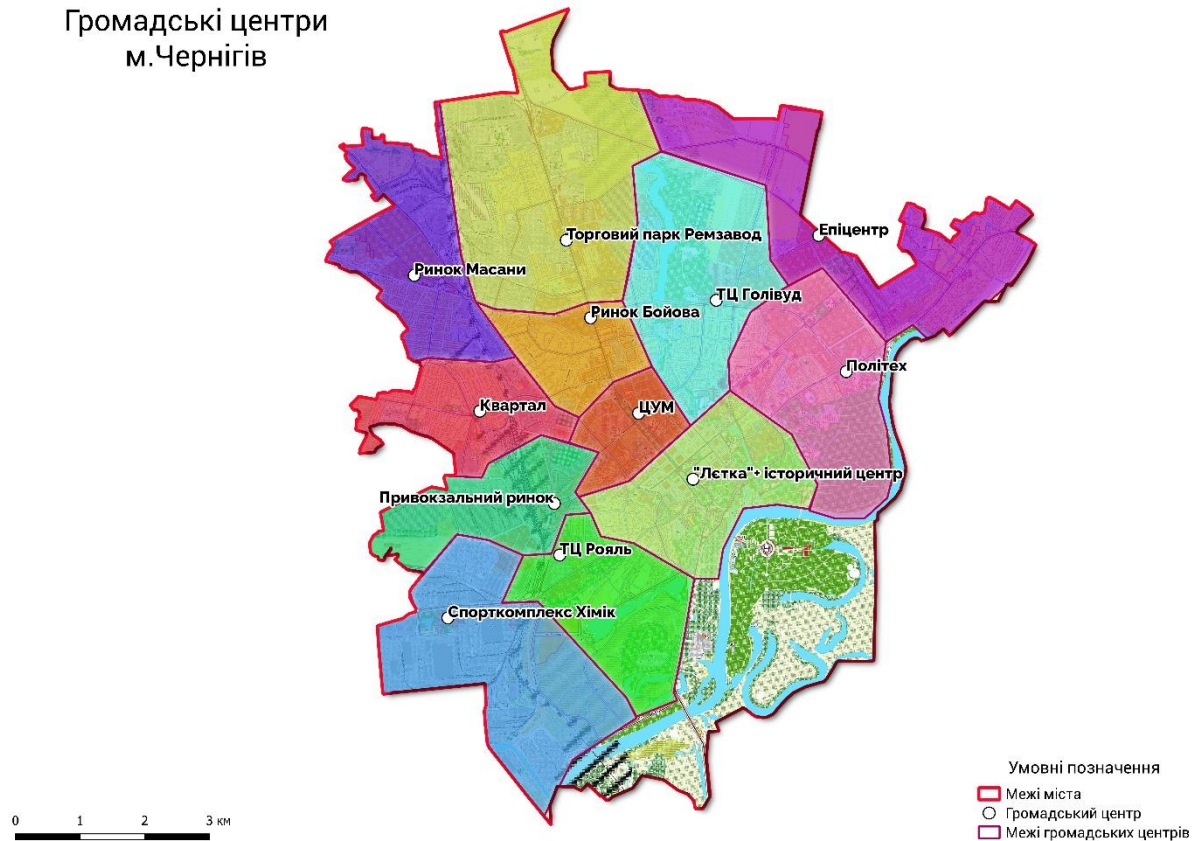 Громадські центри
м.Чернігів
Торговий парк Ремзавод
Епіцентр
Ринок Масани
ТЦ Голівуд
Ринок Бойова
Політех
Квартал
ЦУМ
"Лєтка"+ історичний центр
Привокзальний ринок
ТЦ Рояль
Спорткомплекс Хімік
Умовні позначення
Межі міста
Громадський центр
Межі громадських центрів
0 1 2 3 км